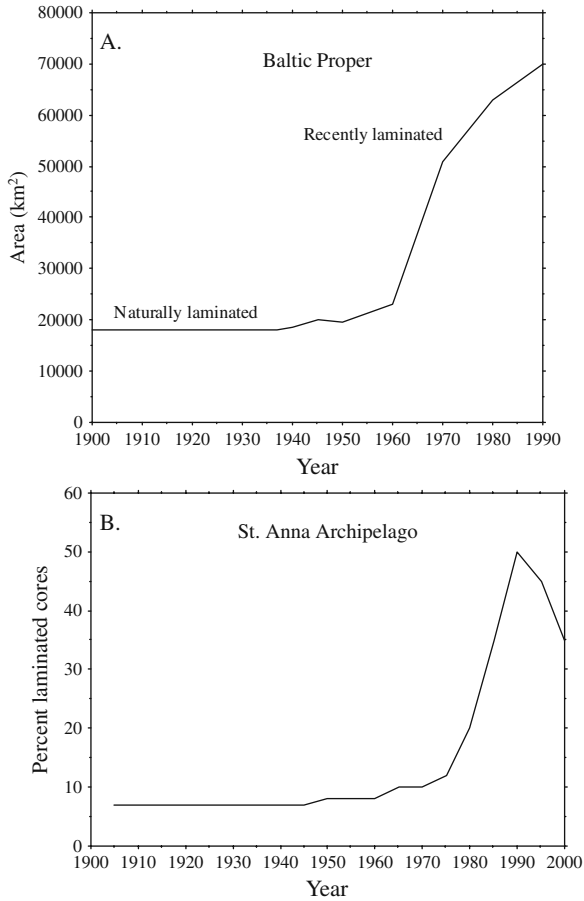 80000
A.
Baltic Proper
70000
60000
Recently laminated
50000
Area (km²)
40000
30000
Naturally laminated
20000
10000
0
1900 1910 1920 1930 1940 1950 1960 1970 1980 1990
Year
60
B.
St. Anna Archipelago
50
40
Percent laminated cores
30
20
10
0
1900 1910 1920 1930 1940 1950 1960 1970 1980 1990 2000
Year